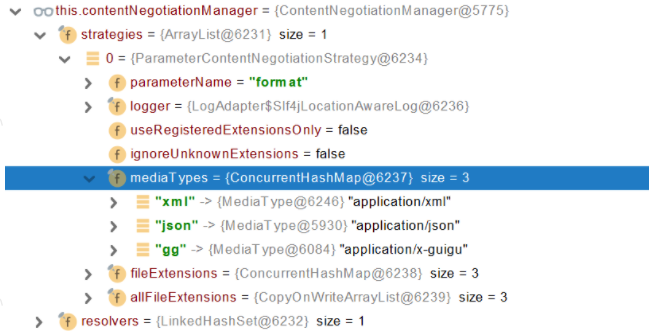 this.contentNegotiationManager = {ContentNegotiationManager@5775}
f strategies = {ArrayList@6231} size = 1
0 = {ParameterContentNegotiationStrategy@6234}
f parameterName = "format"
f logger = {LogAdapter$Slf4jLocationAwareLog@6236}
f useRegisteredExtensionsOnly = false
f ignoreUnknownExtensions = false
f mediaTypes = {ConcurrentHashMap@6237} size = 3
"xml" -> {MediaType@6246} "application/xml"
"json" -> {MediaType@5930} "application/json"
"gg" -> {MediaType@6084} "application/x-guigu"
f fileExtensions = {ConcurrentHashMap@6238} size = 3
f allFileExtensions = {CopyOnWriteArrayList@6239} size = 3
f resolvers = {LinkedHashSet@6232} size = 1